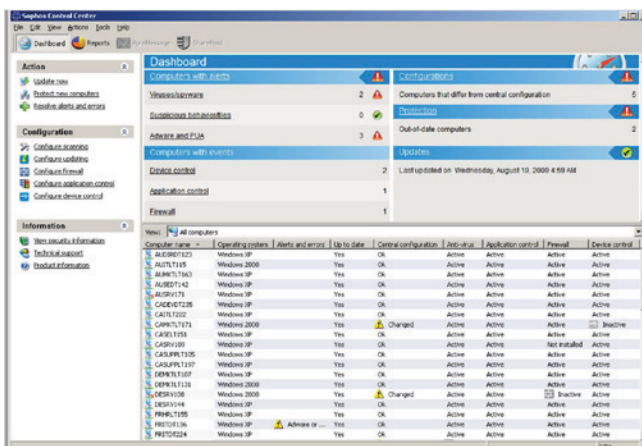 Sophos Control Center
File Edit View Actions Tools Help
Dashboard Reports
Dashboard
Action
Update now
Protect new computers
Resolve alerts and errors
Configuration
Configure scanning
Configure updating
Configure firewall
Configure application control
Configure device control
Information
View security information
Technical support
Product information
Computers with alerts
Viruses/spyware 2
Suspicious behaviorities 0
Adware and PUA 3
Computers with events
Device control 2
Application control 1
Firewall 1
Configurations
Computers that differ from central configuration 5
Protection
Out-of-date computers 2
Updates
Last updated on Wednesday, August 19, 2009 4:59 AM
View: All computers
Computer name Operating system Alerts and errors Up to date Central configuration Anti-virus Application control Firewall Device control
Windows XP Yes Ok Active Active Active Active
AUITLT115 Windows 2000 Yes Ok Active Active Active Active
AUMKTLT163 Windows XP Yes Ok Active Active Active Active
AUSEDT142 Windows XP Yes Ok Active Active Active Active
AUSRV171 Windows 2000 Yes Ok Active Active Active Active
CADEVDT235 Windows XP Yes Ok Active Active Active Active
CAITLT222 Windows XP Yes Ok Active Active Active Active
CAMKTLT171 Windows 2000 Yes Changed Active Active Active Inactive
CASELT151 Windows XP Yes Ok Active Active Active Active
CASRV109 Windows XP Yes Ok Active Active Not installed Active
CASUPPLT105 Windows XP Yes Ok Active Active Active Active
CASUPPLT197 Windows XP Yes Ok Active Active Active Active
DEMKTLT107 Windows XP Yes Ok Active Active Active Active
DEMKTLT131 Windows 2000 Yes Ok Active Active Active Active
DESRV108 Windows 2000 Yes Changed Active Active Inactive Active
DESRV144 Windows XP Yes Ok Active Active Active Active
FRHRLT155 Windows XP Yes Ok Active Active Active Active
FRITDT136 Windows XP Adware or ... Yes Ok Active Active Active Active
FRITDT224 Windows XP Yes Ok Active Active Active Active